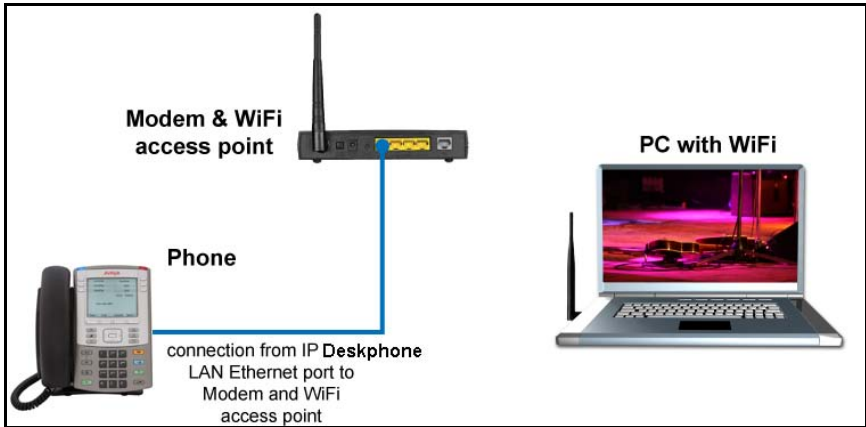 Modem & WiFi
access point
PC with WiFi
Phone
AVAYA
connection from IP Deskphone
LAN Ethernet port to
Modem and WiFi
access point